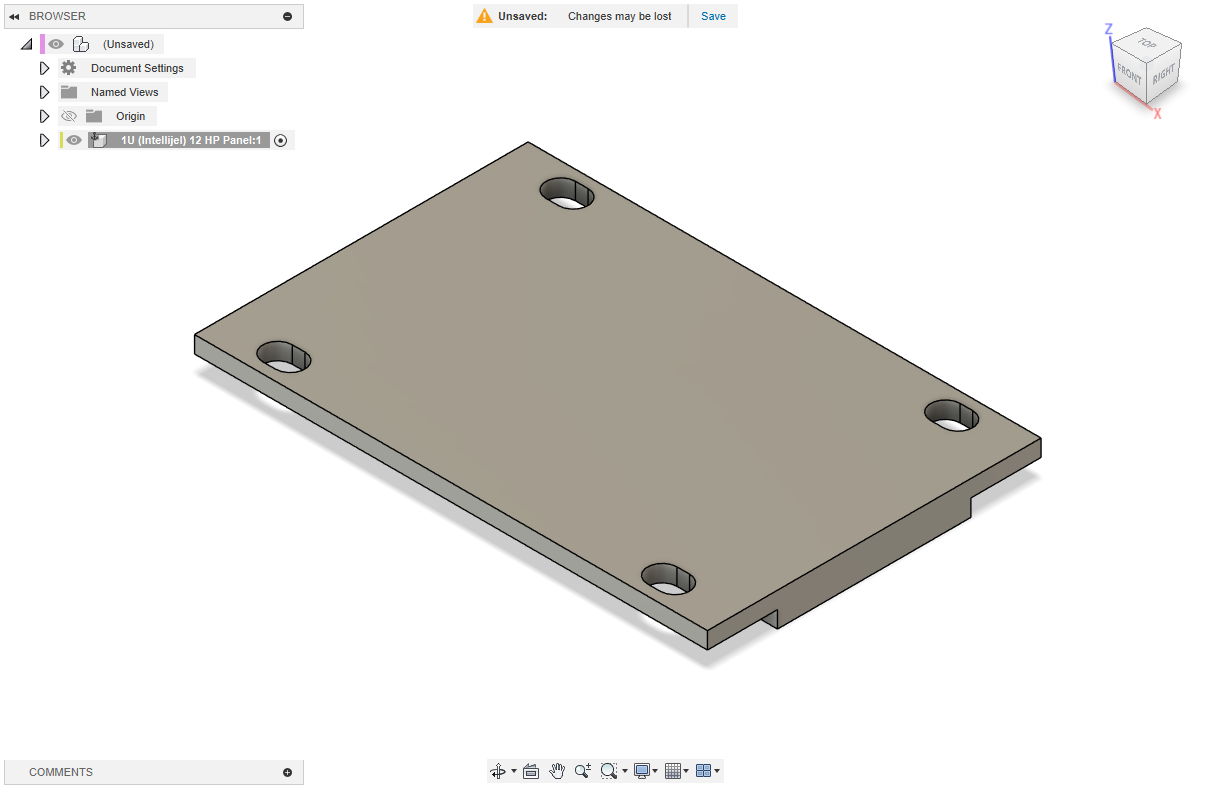 BROWSER
Unsaved: Changes may be lost Save
(Unsaved)
Document Settings
Named Views
Origin
1U (Intellijel) 12 HP Panel:1
Z
TOP
FRONT RIGHT
X
COMMENTS